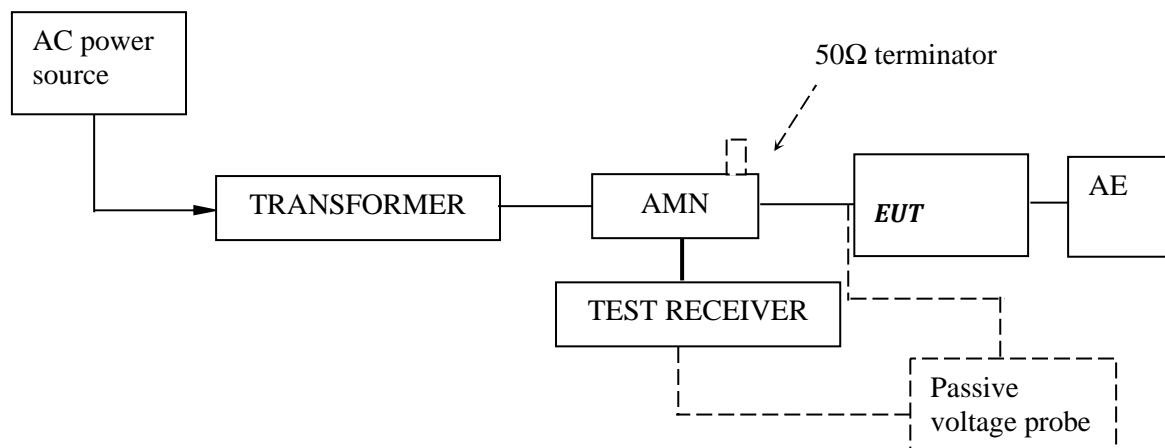 AC power
source
50Ω terminator
TRANSFORMER
AMN
EUT
AE
TEST RECEIVER
Passive
voltage probe